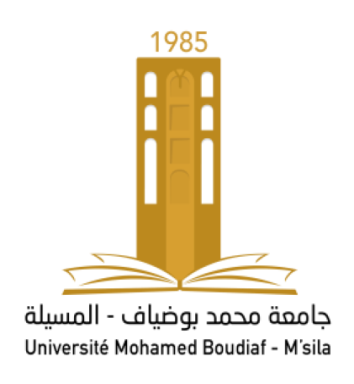 1985
جامعة محمد بوضياف - المسيلة
Université Mohamed Boudiaf - M'sila